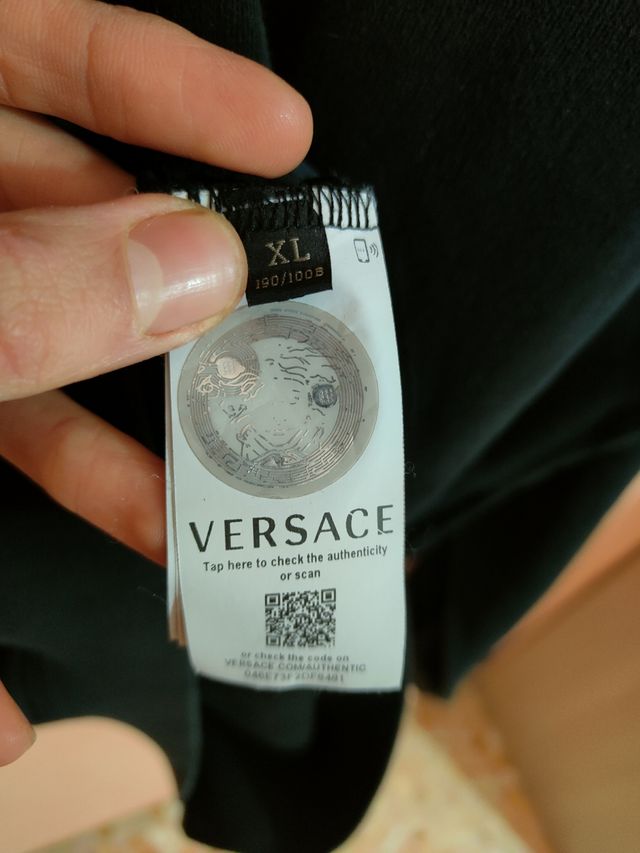 XL
190/100B
VERSACE
Tap here to check the authenticity
or scan
or check the code on
VERSACE.COM/AUTHENTIC